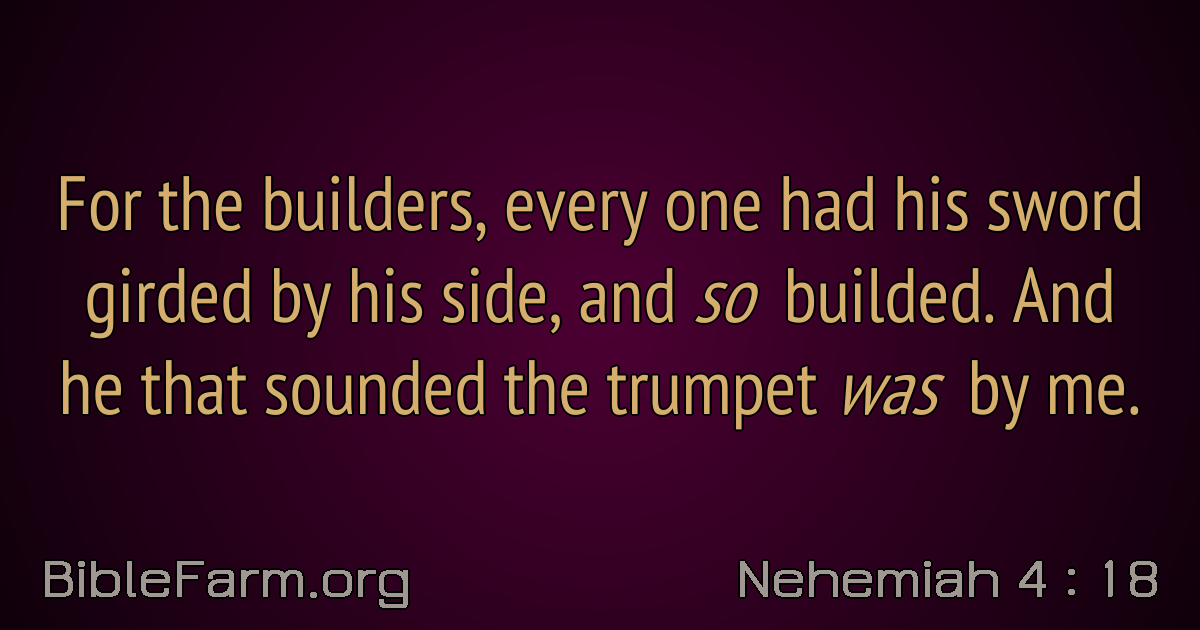 For the builders, every one had his sword
girded by his side, and so builded. And
he that sounded the trumpet was by me.
BibleFarm.org
Nehemiah 4 : 18